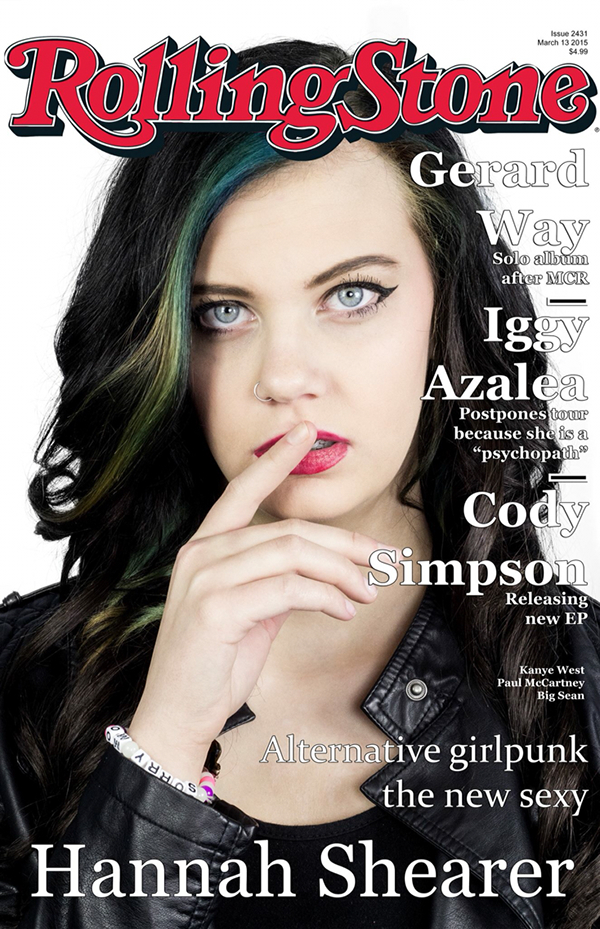 Issue 2431
March 13 2015
$4.99
RollingStone
Gerard
Way
Solo album
after MCR
Iggy
Azalea
Postpones tour
because she is a
“psychopath”
Cody
Simpson
Releasing
new EP
Kanye West
Paul McCartney
Big Sean
Alternative girlpunk
the new sexy
SORRY
Hannah Shearer